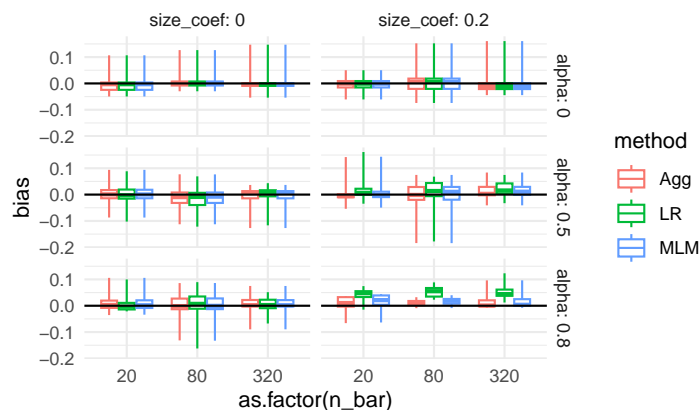 size_coef: 0
size_coef: 0.2
0.1
0.0
−0.1
−0.2
alpha: 0
0.1
0.0
−0.1
−0.2
alpha: 0.5
0.1
0.0
−0.1
−0.2
alpha: 0.8
bias
20
80
320
20
80
320
as.factor(n_bar)
method
Agg
LR
MLM